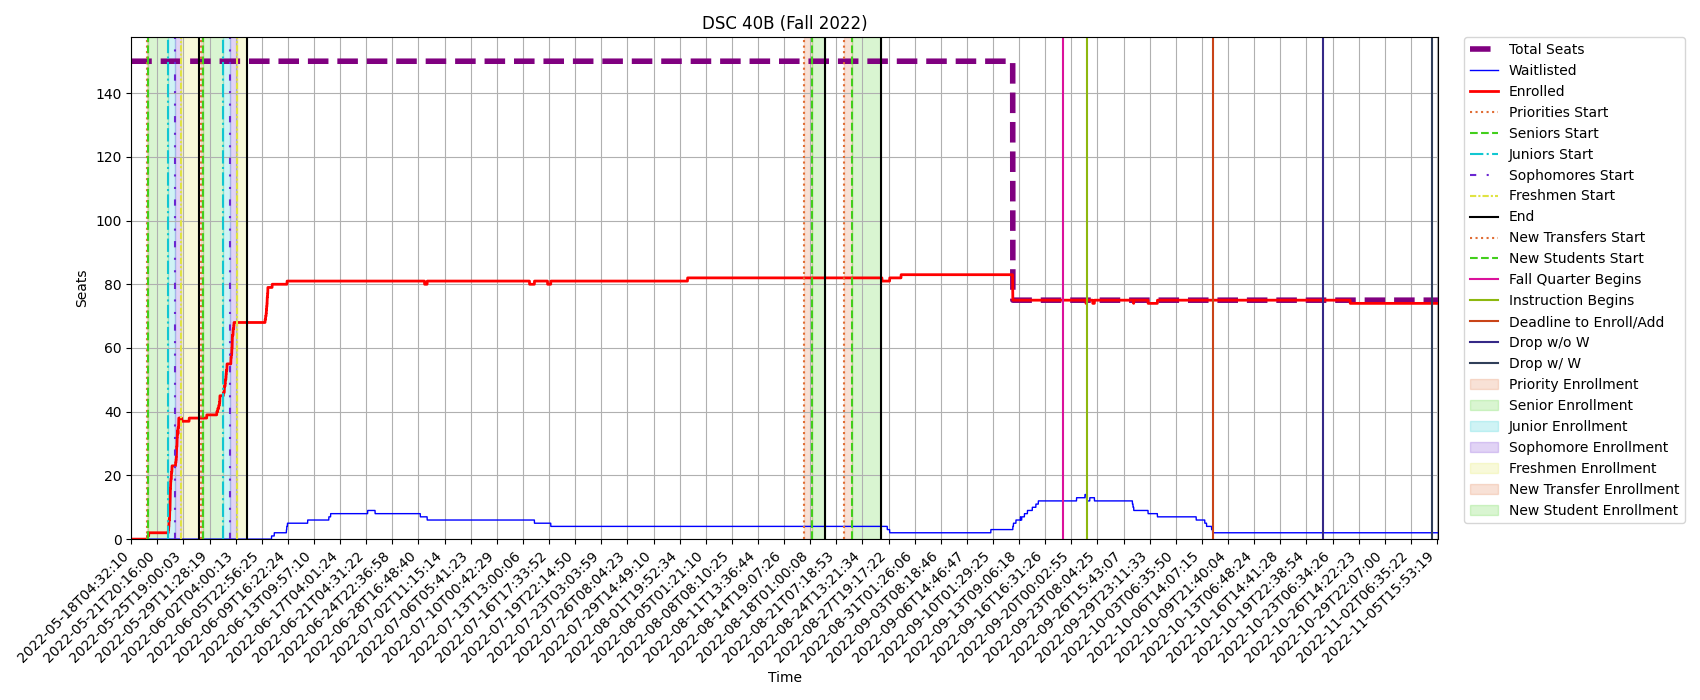 DSC 40B (Fall 2022)
Seats
140
120
100
80
60
40
20
0
2022-05-18T04:32:10
2022-05-21T20:16:00
2022-05-25T19:00:03
2022-05-29T11:28:19
2022-06-02T04:00:13
2022-06-05T22:56:25
2022-06-09T16:22:24
2022-06-13T09:57:10
2022-06-17T04:01:24
2022-06-21T04:31:22
2022-06-24T22:36:58
2022-06-28T16:48:40
2022-07-02T11:15:14
2022-07-06T05:41:23
2022-07-10T00:42:29
2022-07-13T13:00:06
2022-07-16T17:33:52
2022-07-19T22:14:50
2022-07-23T03:03:59
2022-07-26T08:04:23
2022-07-29T14:49:10
2022-08-01T19:52:34
2022-08-05T01:21:10
2022-08-08T08:10:25
2022-08-11T13:36:44
2022-08-14T19:07:26
2022-08-18T01:00:08
2022-08-21T07:18:53
2022-08-24T13:21:34
2022-08-27T19:17:22
2022-08-31T01:26:06
2022-09-03T08:18:46
2022-09-06T14:46:47
2022-09-10T01:29:25
2022-09-13T09:06:18
2022-09-16T16:31:26
2022-09-20T00:02:55
2022-09-23T08:04:25
2022-09-26T15:43:07
2022-09-29T23:11:33
2022-10-03T06:35:50
2022-10-06T14:07:15
2022-10-09T21:40:04
2022-10-13T06:48:24
2022-10-16T14:41:28
2022-10-19T22:38:54
2022-10-23T06:34:26
2022-10-26T14:22:23
2022-10-29T22:07:00
2022-11-02T06:35:22
2022-11-05T15:53:19
Time
Total Seats
Waitlisted
Enrolled
Priorities Start
Seniors Start
Juniors Start
Sophomores Start
Freshmen Start
End
New Transfers Start
New Students Start
Fall Quarter Begins
Instruction Begins
Deadline to Enroll/Add
Drop w/o W
Drop w/ W
Priority Enrollment
Senior Enrollment
Junior Enrollment
Sophomore Enrollment
Freshmen Enrollment
New Transfer Enrollment
New Student Enrollment